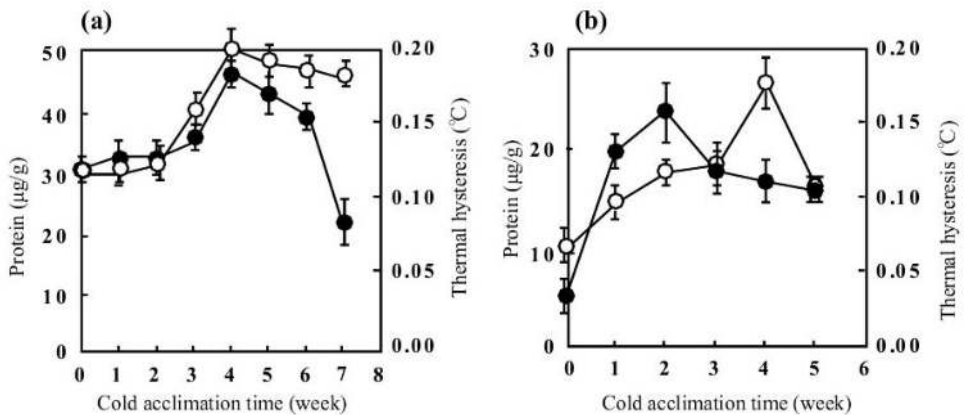 (a)
50
40
30
20
10
0
Protein (μg/g)
0.20
0.15
0.10
0.05
0.00
Thermal hysteresis (℃)
0 1 2 3 4 5 6 7 8
Cold acclimation time (week)
(b)
30
20
10
0
Protein (μg/g)
0.20
0.15
0.10
0.05
0.00
Thermal hysteresis (℃)
0 1 2 3 4 5 6
Cold acclimation time (week)